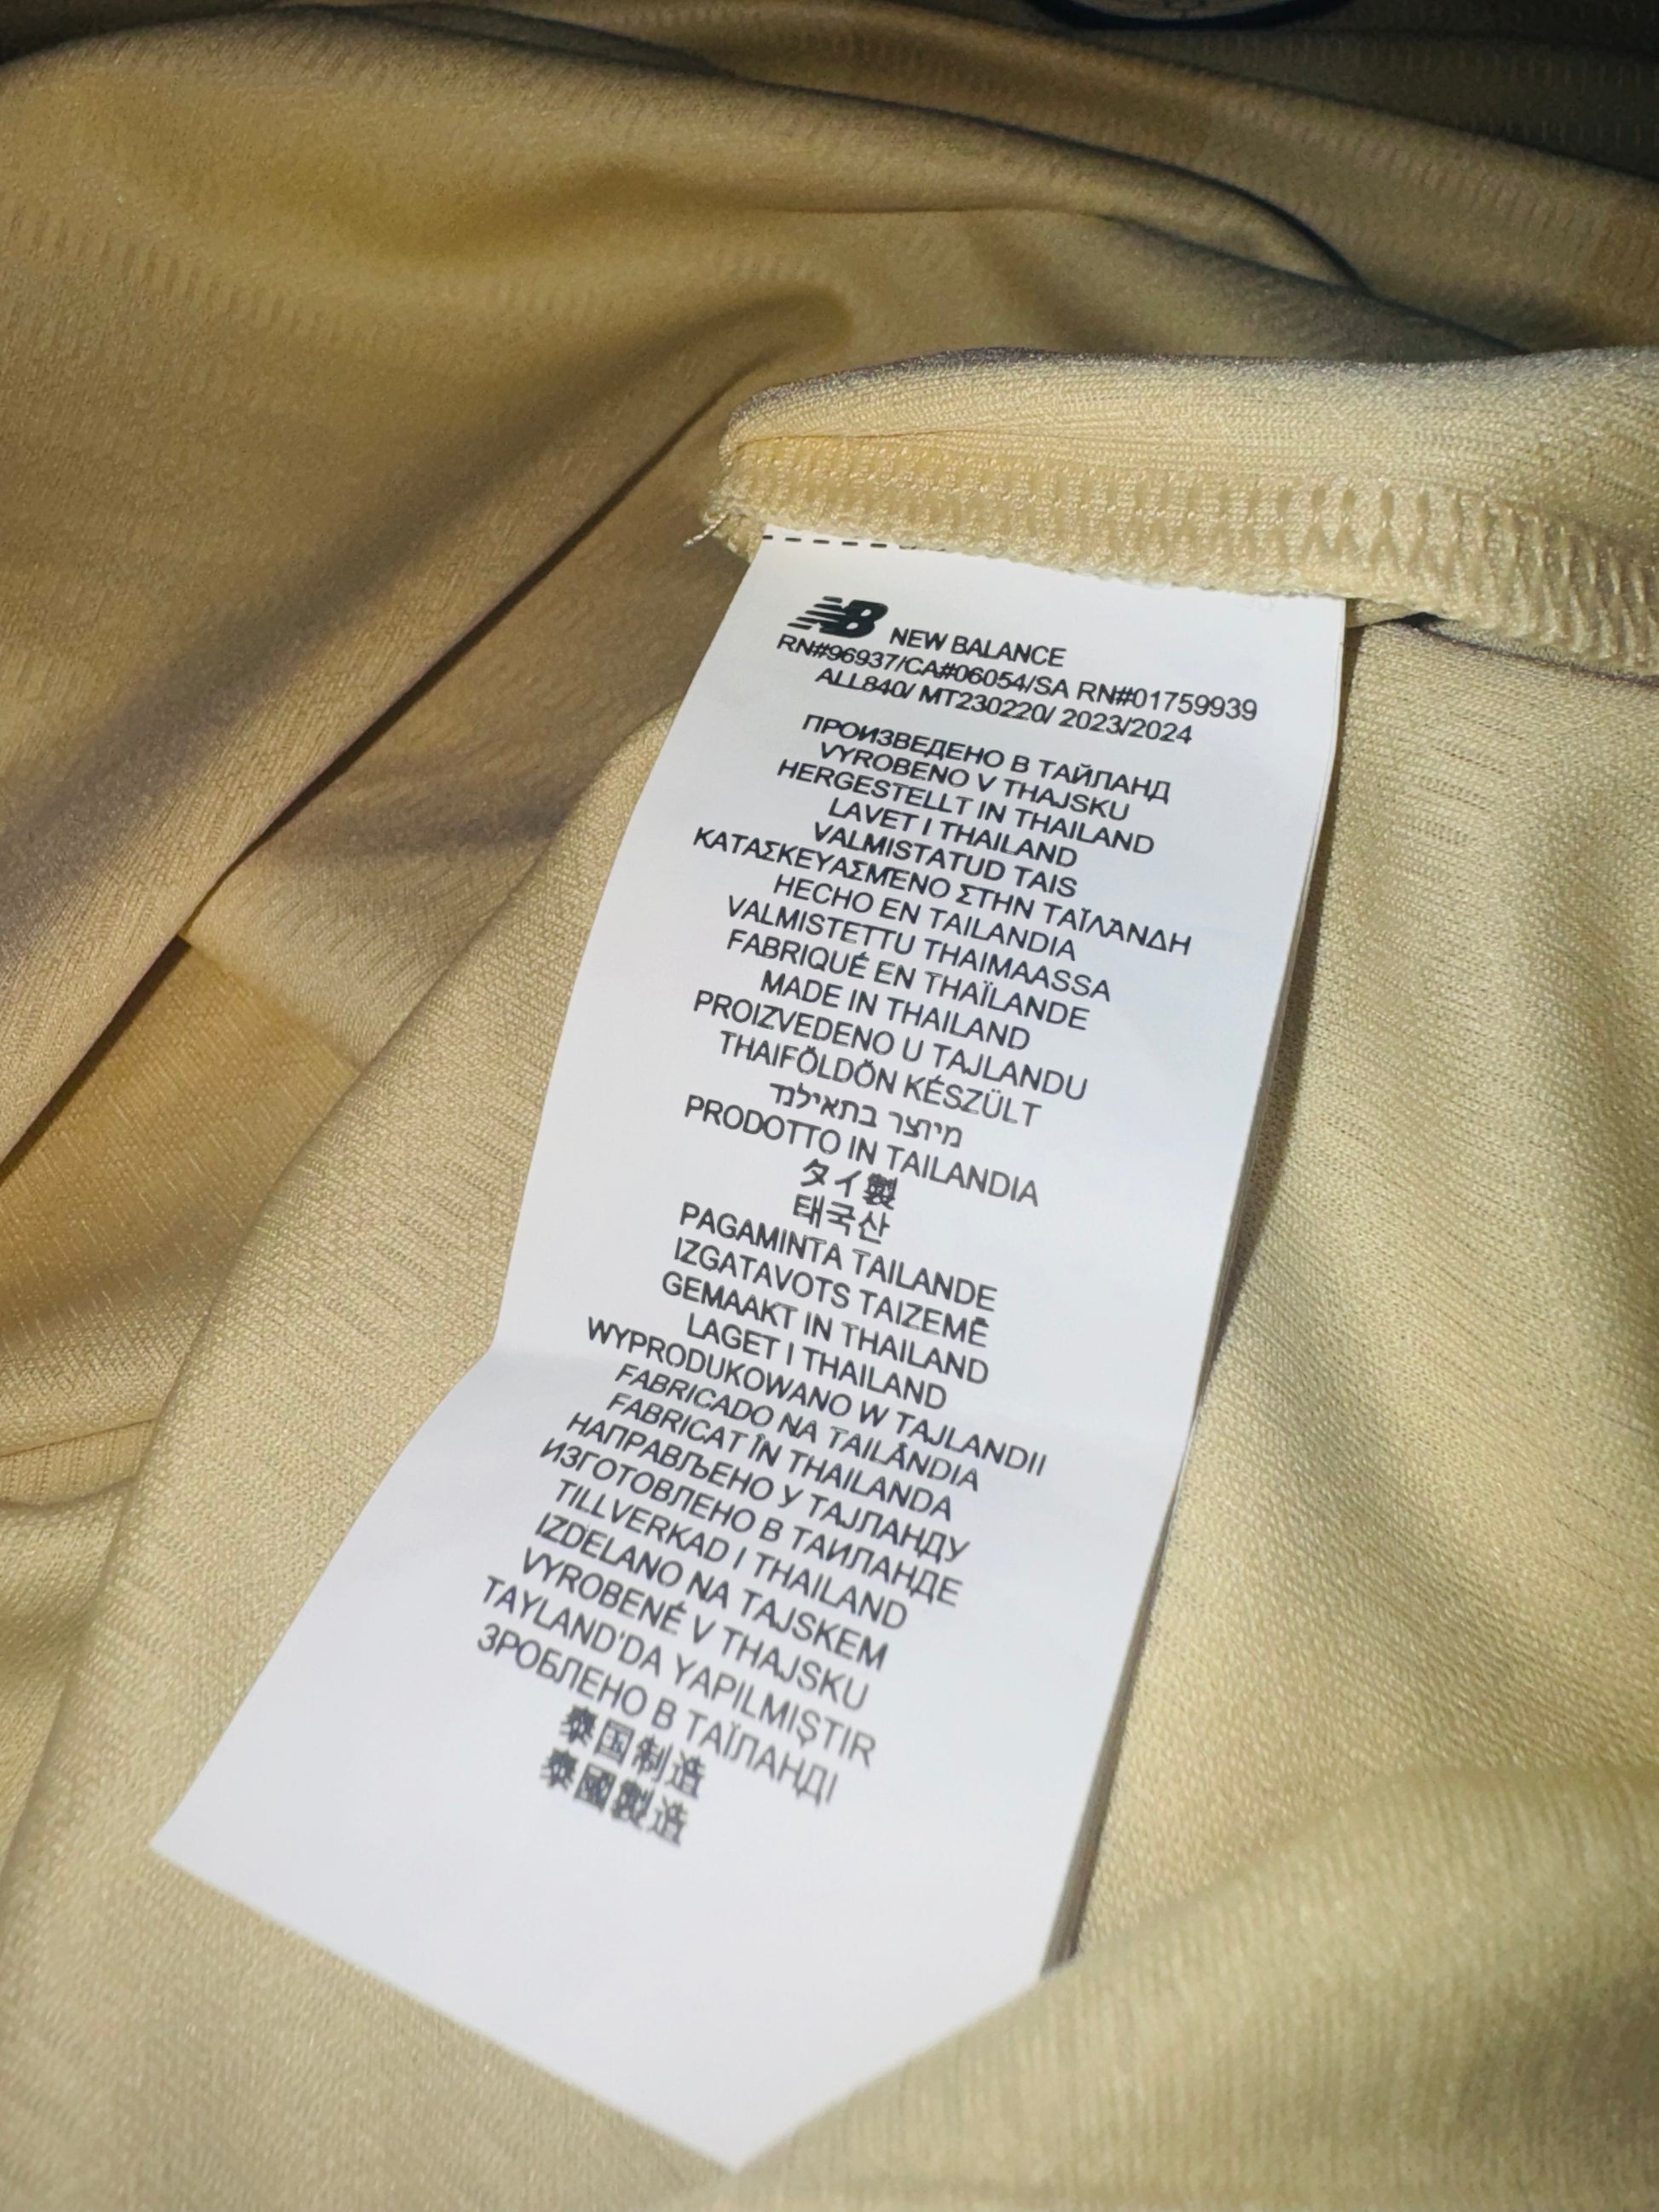 NB NEW BALANCE
RN#96937/CA#06054/SA RN#01759939
ALL840/ MT230220/ 2023/2024
ПРОИЗВЕДЕНО В ТАЙЛАНД
VYROBENO V THAJSKU
HERGESTELLT IN THAILAND
LAVET I THAILAND
VALMISTATUD TAIS
ΚΑΤΑΣΚΕΥΑΣΜΈΝΟ ΣΤΗΝ ΤΑΪΛΆΝΔΗ
HECHO EN TAILANDIA
VALMISTETTU THAIMAASSA
FABRIQUÉ EN THAÏLANDE
MADE IN THAILAND
PROIZVEDENO U TAJLANDU
THAIFÖLDÖN KÉSZÜLT
מיוצר בתאילנד
PRODOTTO IN TAILANDIA
タイ製
태국산
PAGAMINTA TAILANDE
IZGATAVOTS TAIZEMĒ
GEMAAKT IN THAILAND
LAGET I THAILAND
WYPRODUKOWANO W TAJLANDII
FABRICADO NA TAILÂNDIA
FABRICAT ÎN THAILANDA
НАПРАВЉЕНО У ТАЈЛАНДУ
ИЗГОТОВЛЕНО В ТАИЛАНДЕ
TILLVERKAD I THAILAND
IZDELANO NA TAJSKEM
VYROBENÉ V THAJSKU
TAYLAND'DA YAPILMIŞTIR
ЗРОБЛЕНО В ТАЇЛАНДІ
泰国制造
泰國製造